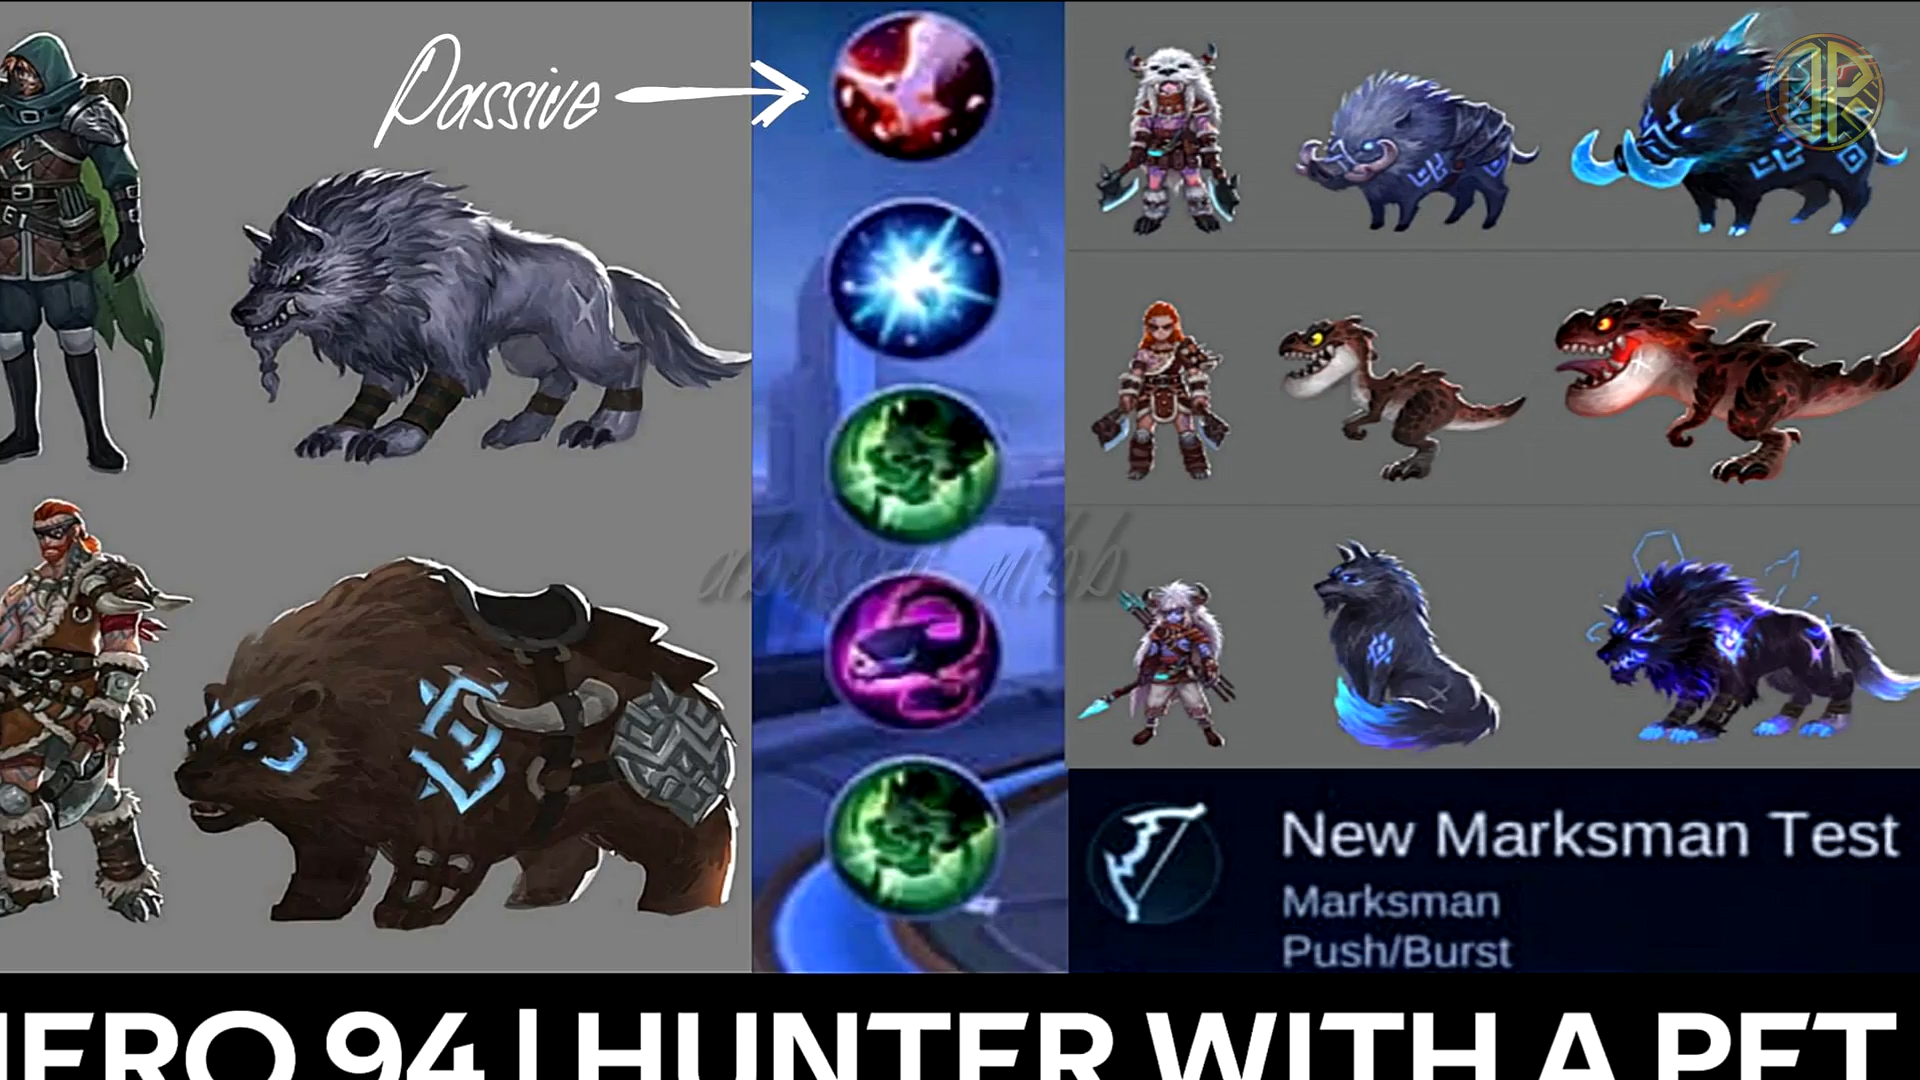 Passive
New Marksman Test
Marksman
Push/Burst
HERO 94 | HUNTER WITH A PET